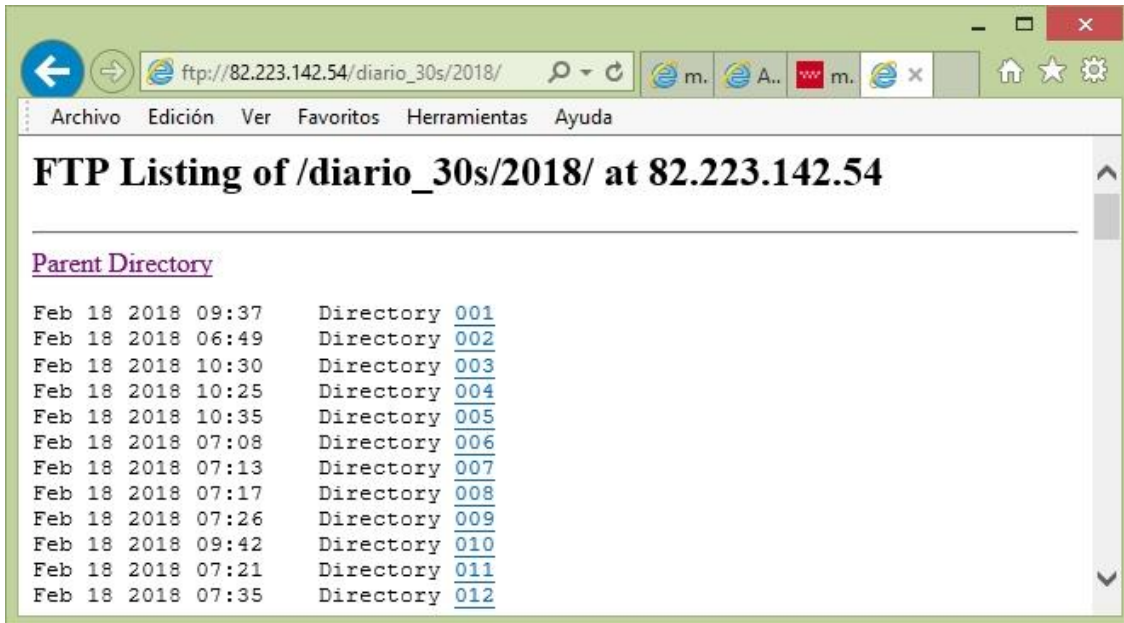 ftp://82.223.142.54/diario_30s/2018/
m.
A..
m.
Archivo Edición Ver Favoritos Herramientas Ayuda
FTP Listing of /diario_30s/2018/ at 82.223.142.54
Parent Directory
Feb 18 2018 09:37 Directory 001
Feb 18 2018 06:49 Directory 002
Feb 18 2018 10:30 Directory 003
Feb 18 2018 10:25 Directory 004
Feb 18 2018 10:35 Directory 005
Feb 18 2018 07:08 Directory 006
Feb 18 2018 07:13 Directory 007
Feb 18 2018 07:17 Directory 008
Feb 18 2018 07:26 Directory 009
Feb 18 2018 09:42 Directory 010
Feb 18 2018 07:21 Directory 011
Feb 18 2018 07:35 Directory 012